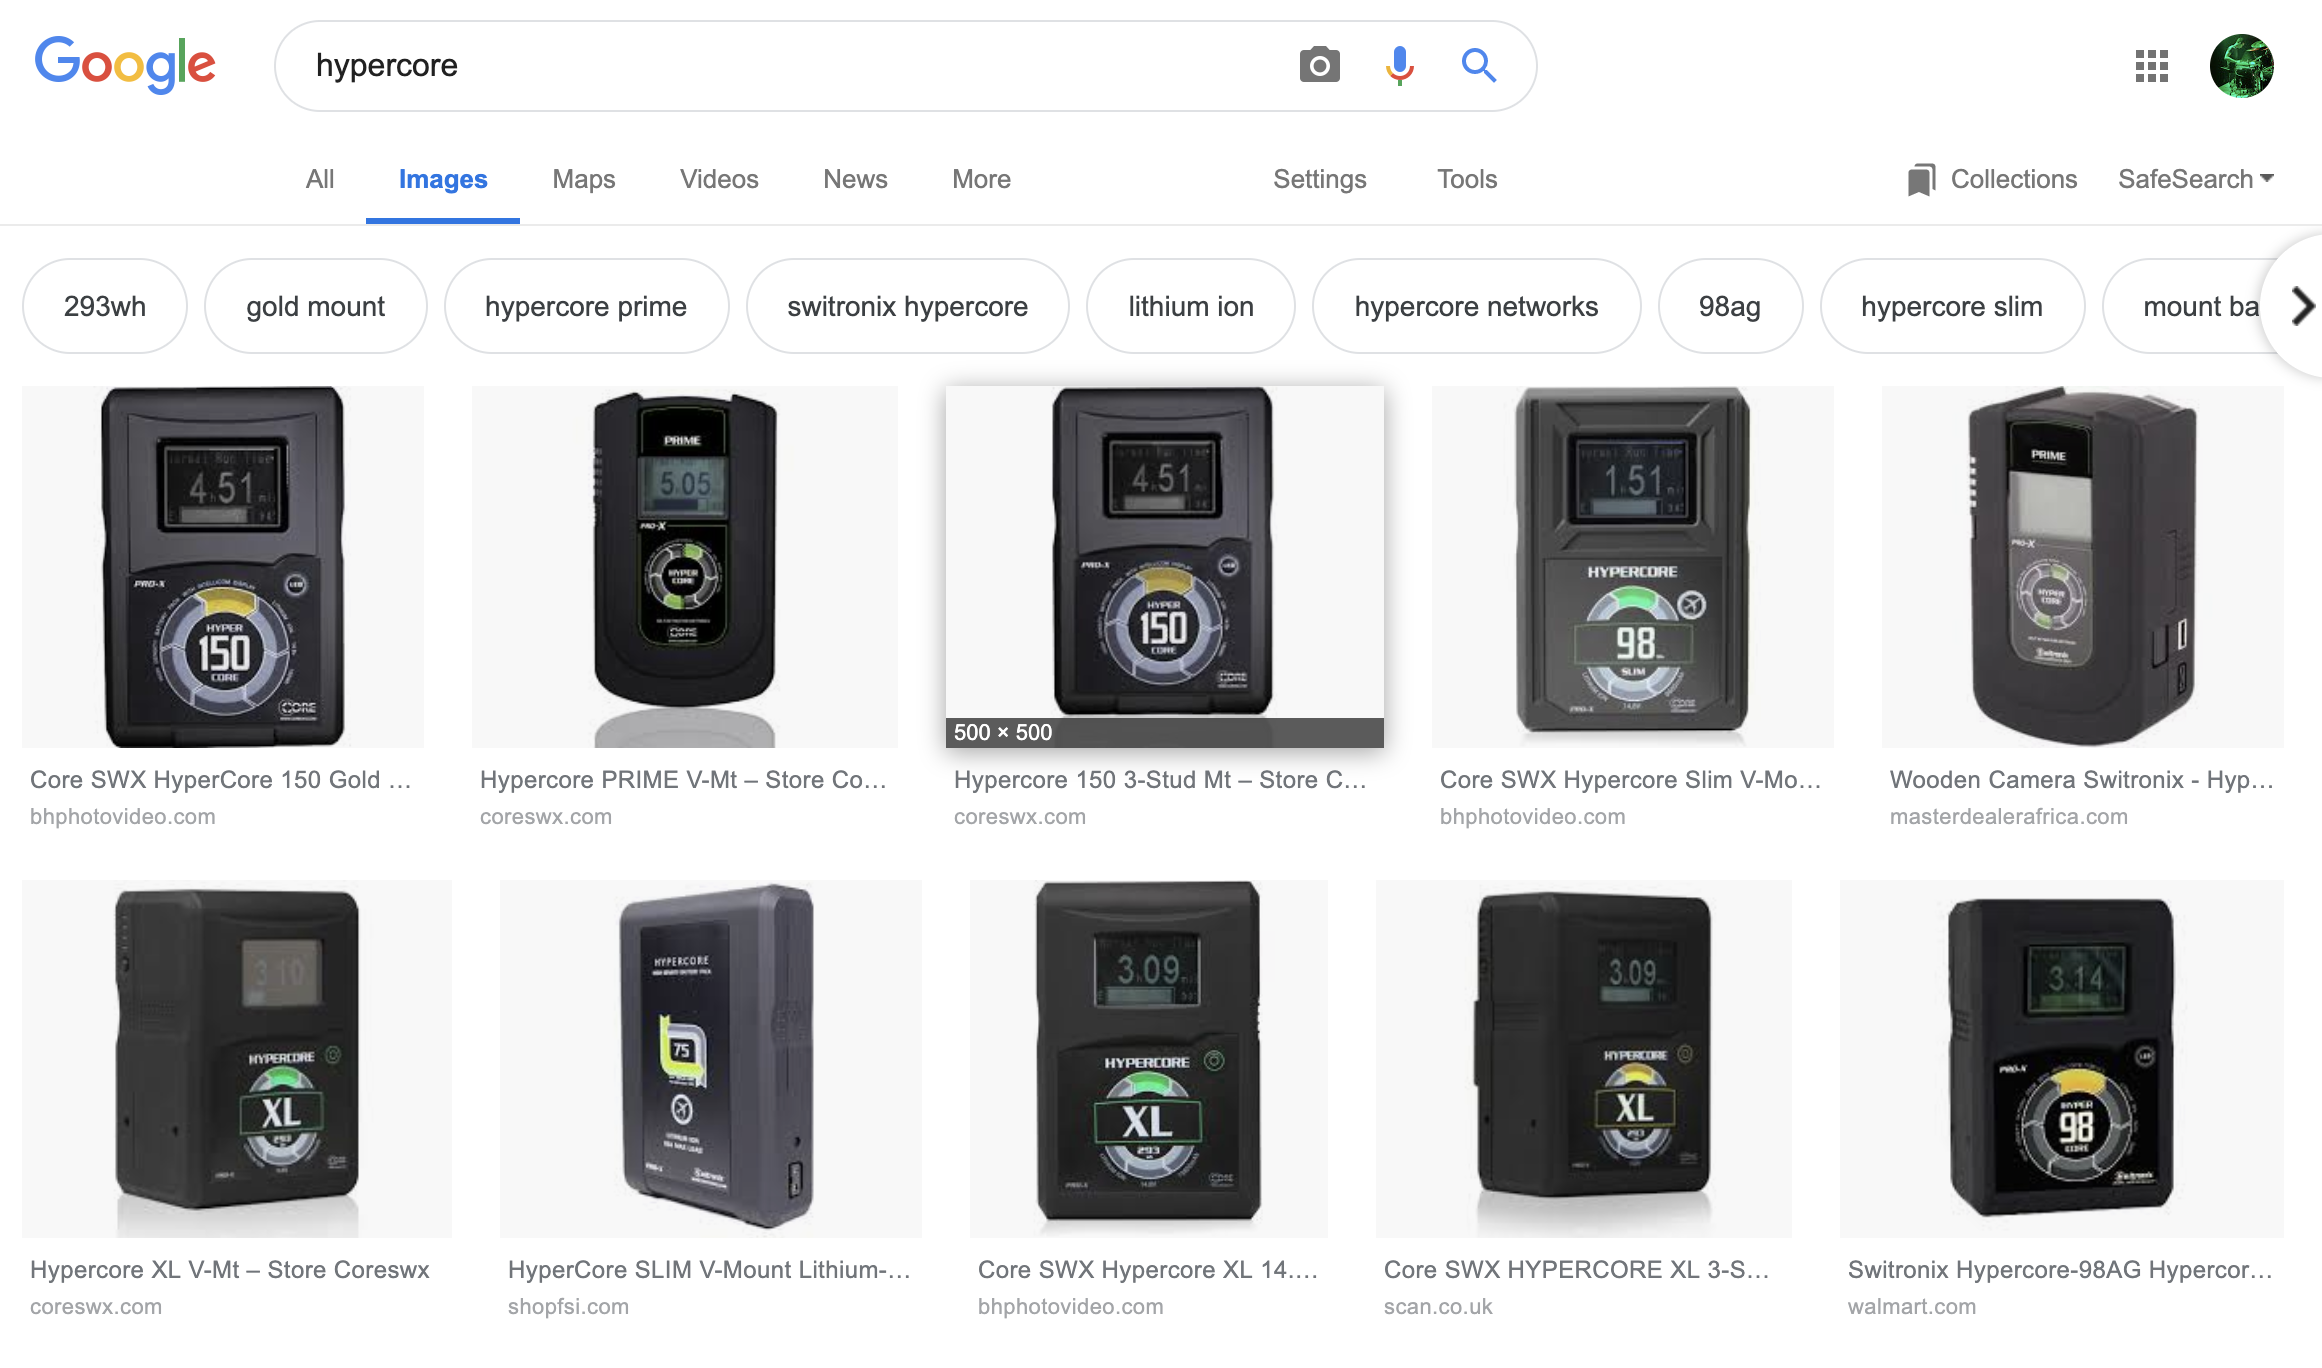 Google
hypercore
All
Images
Maps
Videos
News
More
Settings
Tools
Collections
SafeSearch
293wh
gold mount
hypercore prime
switronix hypercore
lithium ion
hypercore networks
98ag
hypercore slim
mount ba
4 51
PRO-X
HYPER
150
CORE
CORE
PRIME
5.05
PRO-X
HYPER
CORE
CORE
4 51
PRO-X
HYPER
150
CORE
CORE
500 × 500
1 51
HYPERCORE
98
SLIM
14.8V
PRO-X
PRIME
PRO-X
HYPER
CORE
Core SWX HyperCore 150 Gold ...
bhphotovideo.com
Hypercore PRIME V-Mt – Store Co...
coreswx.com
Hypercore 150 3-Stud Mt – Store C...
coreswx.com
Core SWX Hypercore Slim V-Mo...
bhphotovideo.com
Wooden Camera Switronix - Hyp...
masterdealerafrica.com
3 10
HYPERCORE
XL
293
HYPERCORE
75
PRO-X
3 09
HYPERCORE
XL
293
CORE
3.09
HYPERCORE
XL
293
3 14
PRO-X
HYPER
98
CORE
Hypercore XL V-Mt – Store Coreswx
coreswx.com
HyperCore SLIM V-Mount Lithium-...
shopfsi.com
Core SWX Hypercore XL 14....
bhphotovideo.com
Core SWX HYPERCORE XL 3-S...
scan.co.uk
Switronix Hypercore-98AG Hypercor...
walmart.com